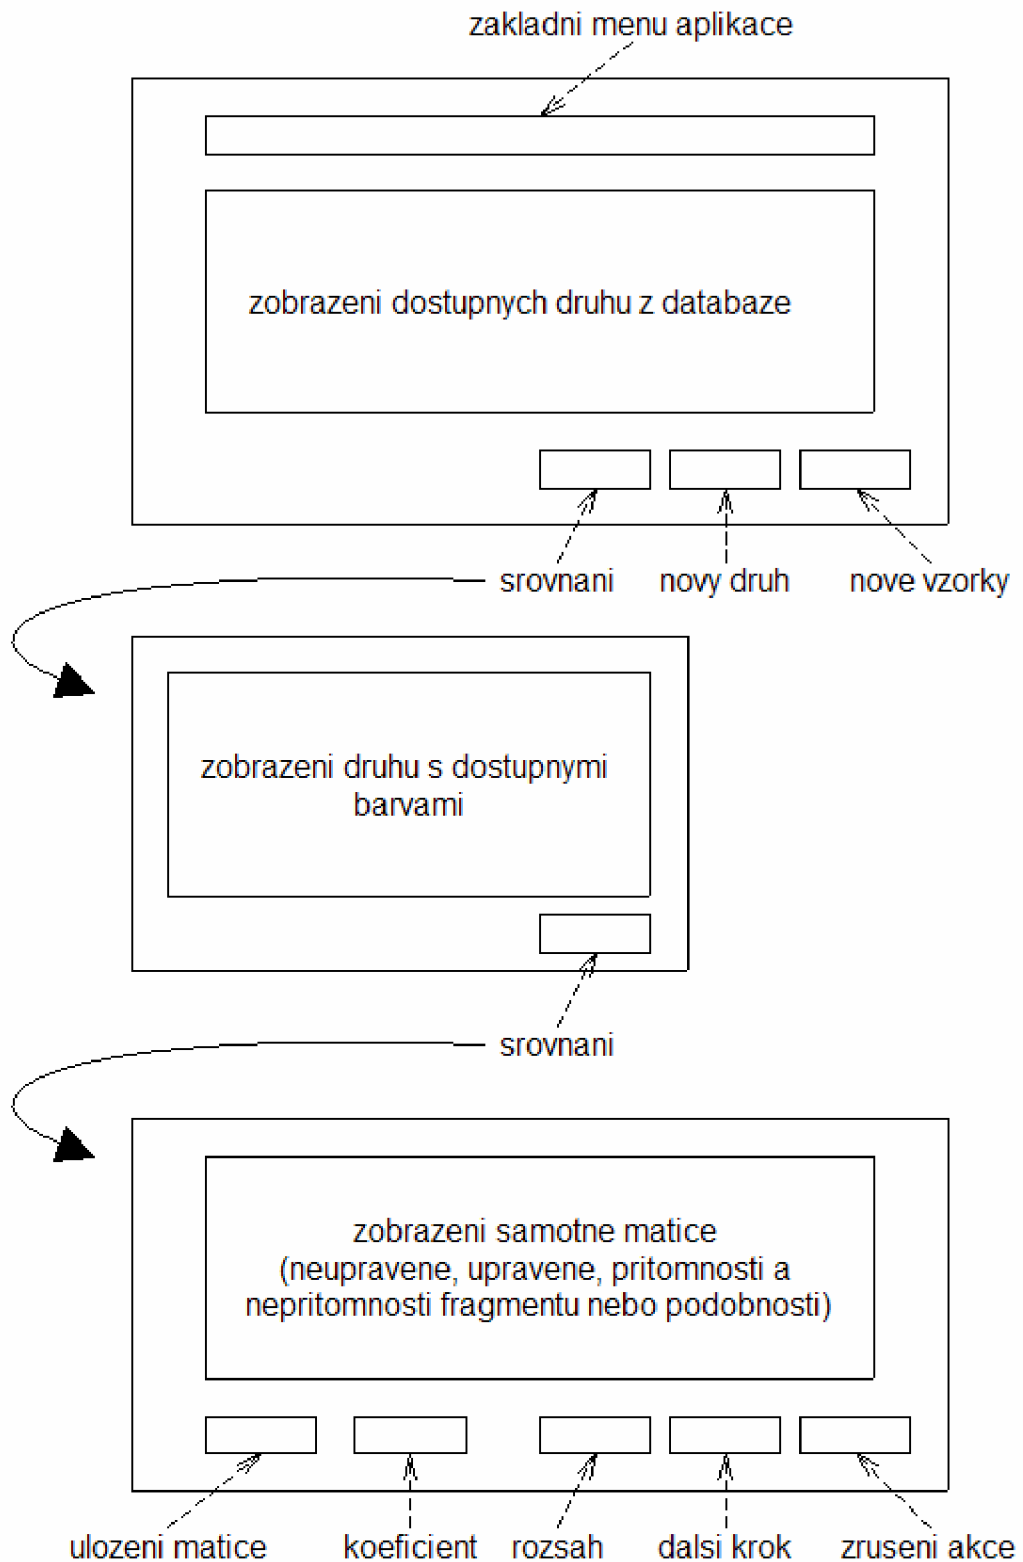 zakladni menu aplikace
zobrazeni dostupnych druhu z databaze
srovnani
novy druh
nove vzorky
zobrazeni druhu s dostupnymi
barvami
srovnani
zobrazeni samotne matice
(neupravene, upravene, pritomnosti a
nepritomnosti fragmentu nebo podobnosti)
ulozeni matice
koeficient
rozsah
dalsi krok
zruseni akce